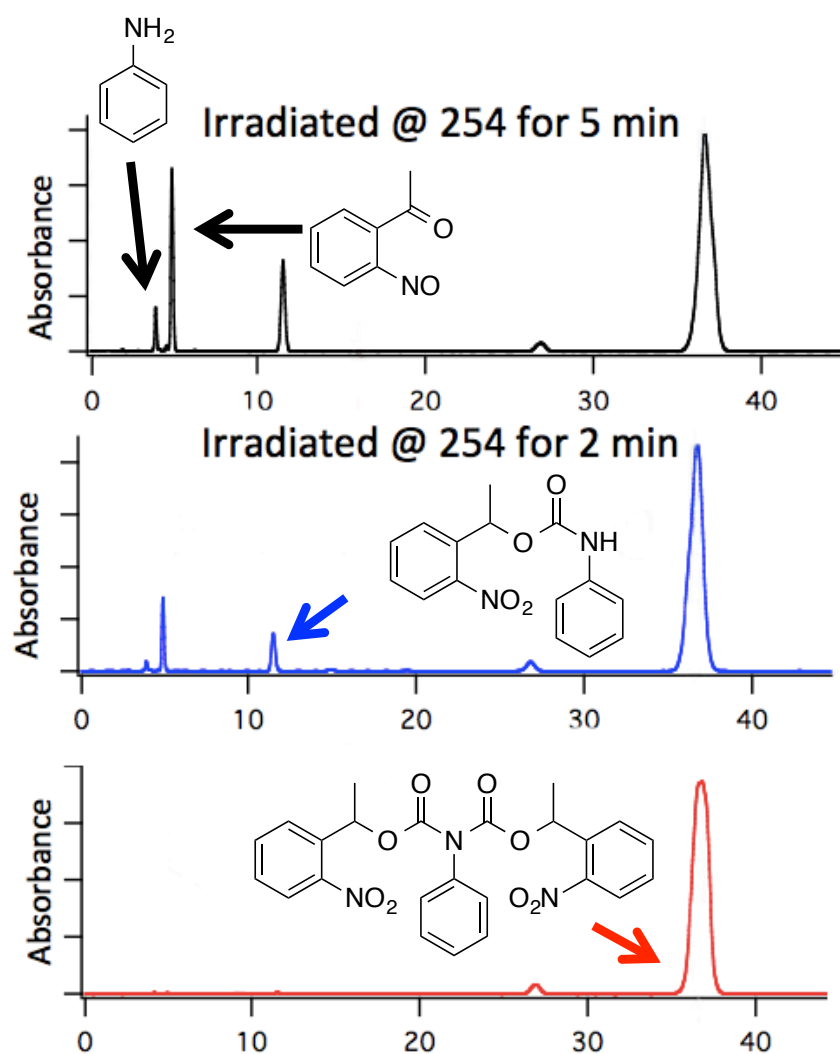 NH2
Irradiated @ 254 for 5 min
Absorbance
O
NO
0 10 20 30 40
Irradiated @ 254 for 2 min
Absorbance
O
O
NH
NO2
0 10 20 30 40
Absorbance
O O
O N O
NO2 O2N
0 10 20 30 40